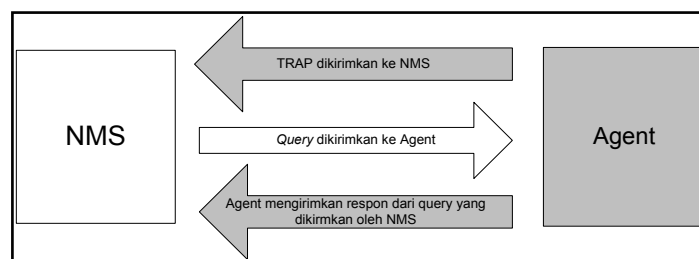 TRAP dikirimkan ke NMS
NMS
Query dikirimkan ke Agent
Agent
Agent mengirimkan respon dari query yang
dikirmkan oleh NMS